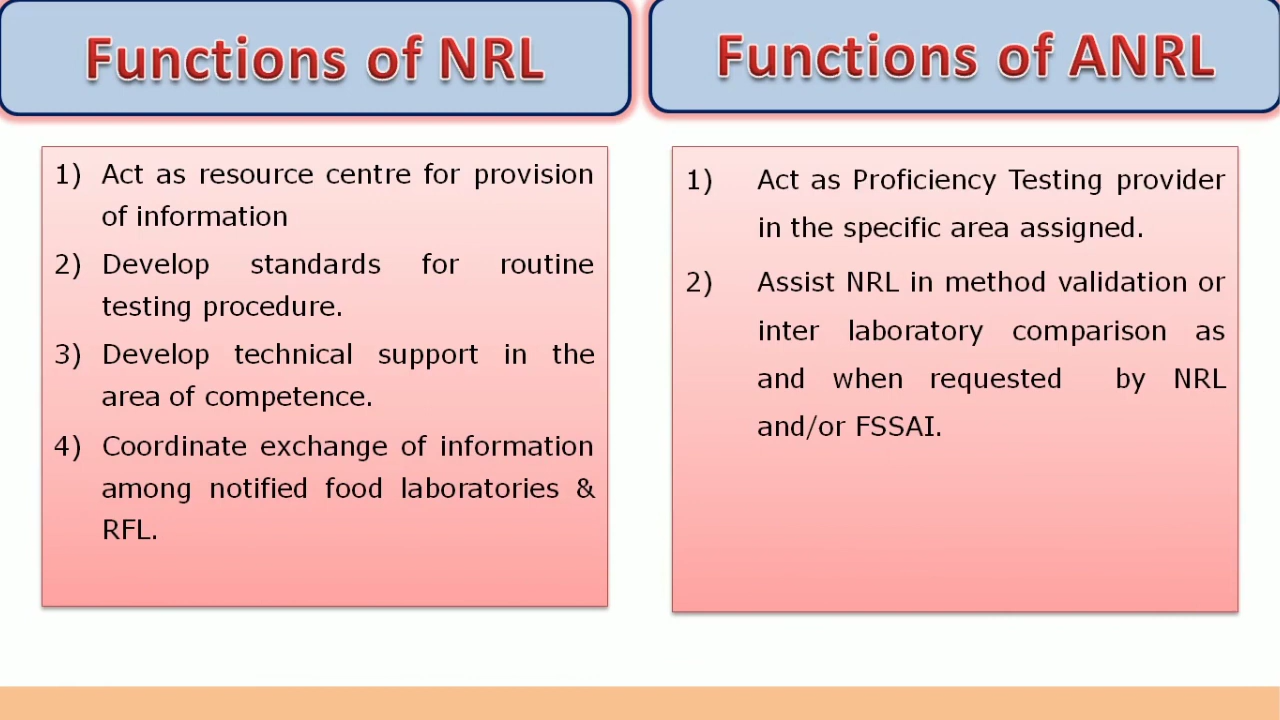 Functions of NRL
1) Act as resource centre for provision
of information
2) Develop standards for routine
testing procedure.
3) Develop technical support in the
area of competence.
4) Coordinate exchange of information
among notified food laboratories &
RFL.
Functions of ANRL
1) Act as Proficiency Testing provider
in the specific area assigned.
2) Assist NRL in method validation or
inter laboratory comparison as
and when requested by NRL
and/or FSSAI.